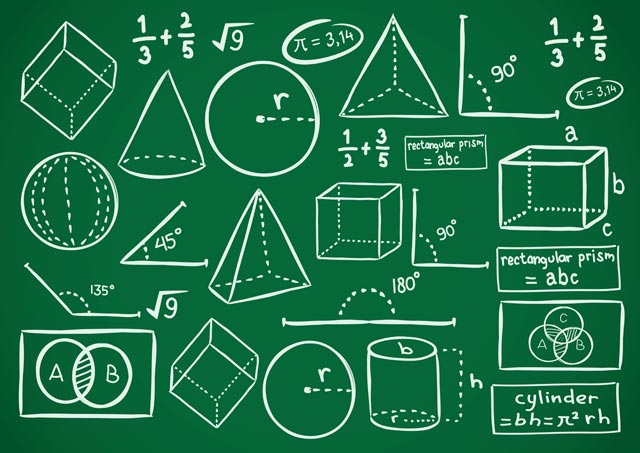 1/3 + 2/5
√9
π = 3,14
r
90°
1/3 + 2/5
π = 3,14
1/2 + 3/5
rectangular prism
= abc
a
b
c
45°
90°
rectangular prism
= abc
135°
√9
180°
A
B
C
A
B
r
b
r
h
cylinder
=bh=π² rh